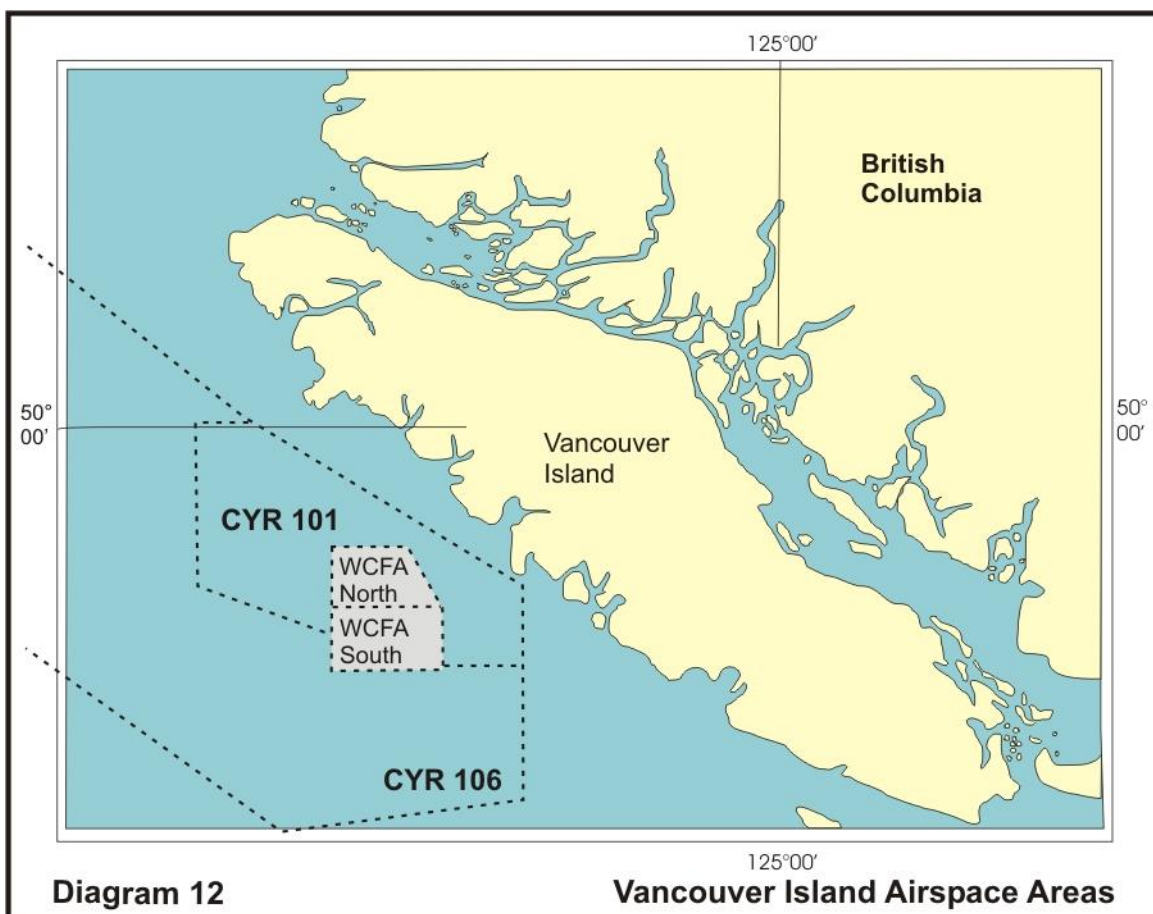 125°00'
British
Columbia
50°
00'
50°
00'
Vancouver
Island
CYR 101
WCFA
North
WCFA
South
CYR 106
125°00'
Diagram 12
Vancouver Island Airspace Areas